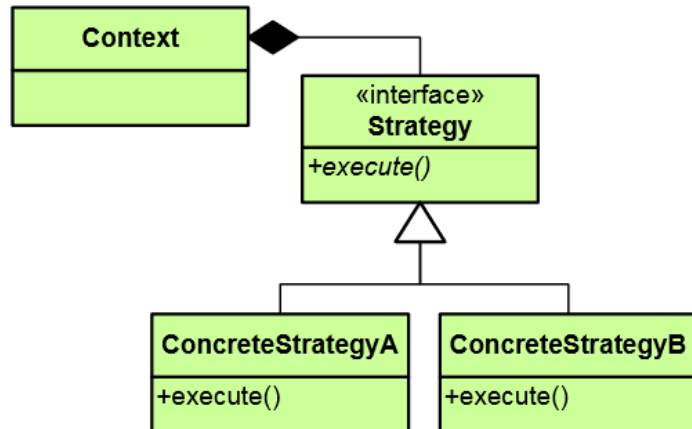 Context
«interface»
Strategy
+execute()
ConcreteStrategyA
+execute()
ConcreteStrategyB
+execute()